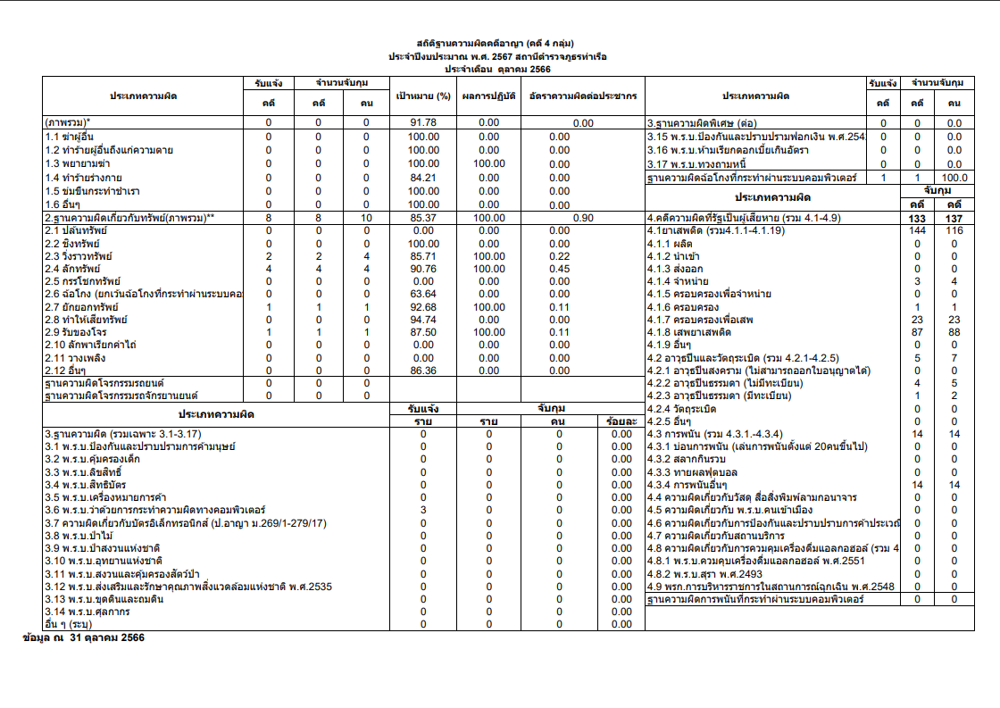 สถิติฐานความผิดคดีอาญา (คดี 4 กลุ่ม)
ประจำปีงบประมาณ พ.ศ. 2567 สถานีตำรวจภูธรท่าเรือ
ประจำเดือน ตุลาคม 2566
ประเภทความผิด รับแจ้ง จำนวนจับกุม เป้าหมาย (%) ผลการปฏิบัติ อัตราความผิดต่อประชากร
คดี คดี คน
(ภาพรวม)* 0 0 0 91.78 0.00 0.00
1.1 ฆ่าผู้อื่น 0 0 0 100.00 0.00 0.00
1.2 ทำร้ายผู้อื่นถึงแก่ความตาย 0 0 0 100.00 0.00 0.00
1.3 พยายามฆ่า 0 0 0 100.00 100.00 0.00
1.4 ทำร้ายร่างกาย 0 0 0 84.21 0.00 0.00
1.5 ข่มขืนกระทำชำเรา 0 0 0 100.00 0.00 0.00
1.6 อื่นๆ 0 0 0 100.00 0.00 0.00
2.ฐานความผิดเกี่ยวกับทรัพย์(ภาพรวม)** 8 8 10 85.37 100.00 0.90
2.1 ปล้นทรัพย์ 0 0 0 0.00 0.00 0.00
2.2 ชิงทรัพย์ 0 0 0 100.00 0.00 0.00
2.3 วิ่งราวทรัพย์ 2 2 4 85.71 100.00 0.22
2.4 ลักทรัพย์ 4 4 4 90.76 100.00 0.45
2.5 กรรโชกทรัพย์ 0 0 0 0.00 0.00 0.00
2.6 ฉ้อโกง (ยกเว้นฉ้อโกงที่กระทำผ่านระบบคอ 0 0 0 63.64 0.00 0.00
2.7 ยักยอกทรัพย์ 1 1 1 92.68 100.00 0.11
2.8 ทำให้เสียทรัพย์ 0 0 0 94.74 0.00 0.00
2.9 รับของโจร 1 1 1 87.50 100.00 0.11
2.10 ลักพาเรียกค่าไถ่ 0 0 0 0.00 0.00 0.00
2.11 วางเพลิง 0 0 0 0.00 0.00 0.00
2.12 อื่นๆ 0 0 0 86.36 0.00 0.00
ฐานความผิดโจรกรรมรถยนต์ 0 0 0
ฐานความผิดโจรกรรมรถจักรยานยนต์ 0 0 0
ประเภทความผิด รับแจ้ง จับกุม
ราย ราย คน ร้อยละ
3.ฐานความผิด (รวมเฉพาะ 3.1-3.17) 0 0 0 0.00
3.1 พ.ร.บ.ป้องกันและปราบปรามการค้ามนุษย์ 0 0 0 0.00
3.2 พ.ร.บ.คุ้มครองเด็ก 0 0 0 0.00
3.3 พ.ร.บ.ลิขสิทธิ์ 0 0 0 0.00
3.4 พ.ร.บ.สิทธิบัตร 0 0 0 0.00
3.5 พ.ร.บ.เครื่องหมายการค้า 0 0 0 0.00
3.6 พ.ร.บ.ว่าด้วยการกระทำความผิดทางคอมพิวเตอร์ 3 0 0 0.00
3.7 ความผิดเกี่ยวกับบัตรอิเล็กทรอนิกส์ (ป.อาญา ม.269/1-279/17) 0 0 0 0.00
3.8 พ.ร.บ.ป่าไม้ 0 0 0 0.00
3.9 พ.ร.บ.ป่าสงวนแห่งชาติ 0 0 0 0.00
3.10 พ.ร.บ.อุทยานแห่งชาติ 0 0 0 0.00
3.11 พ.ร.บ.สงวนและคุ้มครองสัตว์ป่า 0 0 0 0.00
3.12 พ.ร.บ.ส่งเสริมและรักษาคุณภาพสิ่งแวดล้อมแห่งชาติ พ.ศ.2535 0 0 0 0.00
3.13 พ.ร.บ.ขุดดินและถมดิน 0 0 0 0.00
3.14 พ.ร.บ.ศุลกากร 0 0 0 0.00
อื่น ๆ (ระบุ) 0 0 0 0.00
ประเภทความผิด รับแจ้ง จำนวนจับกุม
คดี คดี คน
3.ฐานความผิดพิเศษ (ต่อ) 0 0 0.0
3.15 พ.ร.บ.ป้องกันและปราบปรามฟอกเงิน พ.ศ.254 0 0 0.0
3.16 พ.ร.บ.ห้ามเรียกดอกเบี้ยเกินอัตรา 0 0 0.0
3.17 พ.ร.บ.ทวงถามหนี้ 0 0 0.0
ฐานความผิดฉ้อโกงที่กระทำผ่านระบบคอมพิวเตอร์ 1 1 100.0
ประเภทความผิด จับกุม
คดี คดี
4.คดีความผิดที่รัฐเป็นผู้เสียหาย (รวม 4.1-4.9) 133 137
4.1ยาเสพติด (รวม4.1.1-4.1.19) 144 116
4.1.1 ผลิต 0 0
4.1.2 นำเข้า 0 0
4.1.3 ส่งออก 0 0
4.1.4 จำหน่าย 3 4
4.1.5 ครอบครองเพื่อจำหน่าย 0 0
4.1.6 ครอบครอง 1 1
4.1.7 ครอบครองเพื่อเสพ 23 23
4.1.8 เสพยาเสพติด 87 88
4.1.9 อื่นๆ 0 0
4.2 อาวุธปืนและวัตถุระเบิด (รวม 4.2.1-4.2.5) 5 7
4.2.1 อาวุธปืนสงคราม (ไม่สามารถออกใบอนุญาตได้) 0 0
4.2.2 อาวุธปืนธรรมดา (ไม่มีทะเบียน) 4 5
4.2.3 อาวุธปืนธรรมดา (มีทะเบียน) 1 2
4.2.4 วัตถุระเบิด 0 0
4.2.5 อื่นๆ 0 0
4.3 การพนัน (รวม 4.3.1.-4.3.4) 14 14
4.3.1 บ่อนการพนัน (เล่นการพนันตั้งแต่ 20คนขึ้นไป) 0 0
4.3.2 สลากกินรวบ 0 0
4.3.3 ทายผลฟุตบอล 0 0
4.3.4 การพนันอื่นๆ 14 14
4.4 ความผิดเกี่ยวกับวัสดุ สื่อสิ่งพิมพ์ลามกอนาจาร 0 0
4.5 ความผิดเกี่ยวกับ พ.ร.บ.คนเข้าเมือง 0 0
4.6 ความผิดเกี่ยวกับการป้องกันและปราบปรามการค้าประเวณี 0 0
4.7 ความผิดเกี่ยวกับสถานบริการ 0 0
4.8 ความผิดเกี่ยวกับการควบคุมเครื่องดื่มแอลกอฮอล์ (รวม 4 0 0
4.8.1 พ.ร.บ.ควบคุมเครื่องดื่มแอลกอฮอล์ พ.ศ.2551 0 0
4.8.2 พ.ร.บ.สุรา พ.ศ.2493 0 0
4.9 พรก.การบริหารราชการในสถานการณ์ฉุกเฉิน พ.ศ.2548 0 0
ฐานความผิดการพนันที่กระทำผ่านระบบคอมพิวเตอร์ 0 0
ข้อมูล ณ 31 ตุลาคม 2566